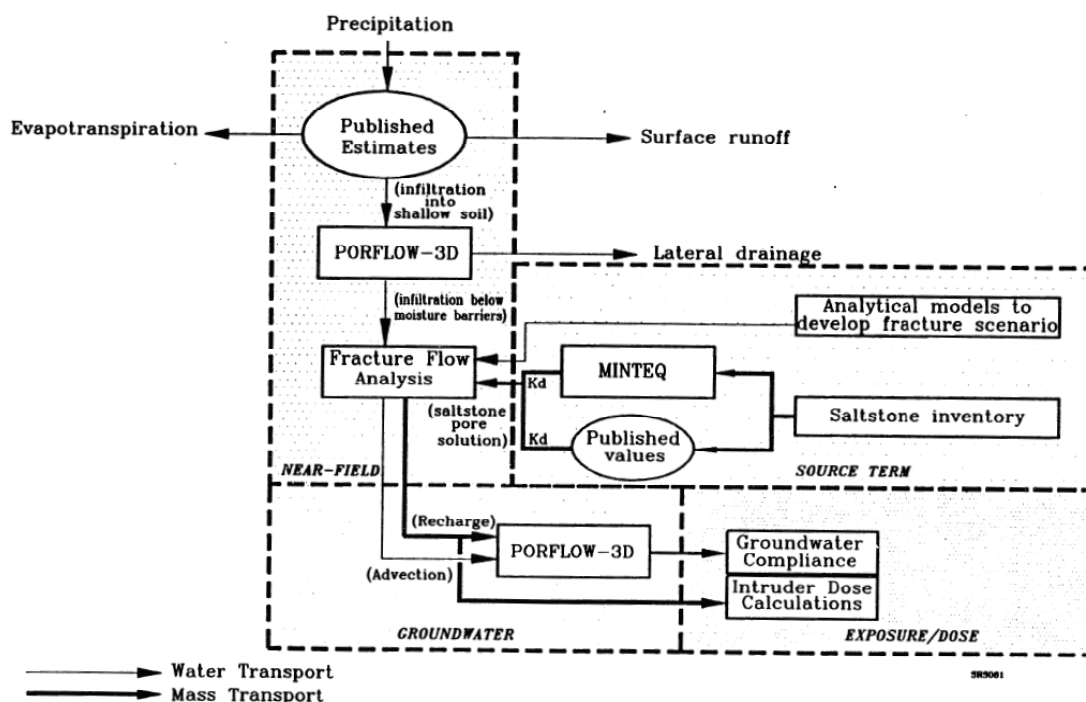 Precipitation
Evapotranspiration
Published
Estimates
Surface runoff
(infiltration
into
shallow soil)
PORFLOW-3D
Lateral drainage
(infiltration below
moisture barriers)
Analytical models to
develop fracture scenario
Fracture Flow
Analysis
Kd
MINTEQ
(saltstone
pore
solution)
Kd
Published
values
Saltstone inventory
NEAR-FIELD
SOURCE TERM
(Recharge)
PORFLOW-3D
(Advection)
Groundwater
Compliance
Intruder Dose
Calculations
GROUNDWATER
EXPOSURE/DOSE
Water Transport
Mass Transport